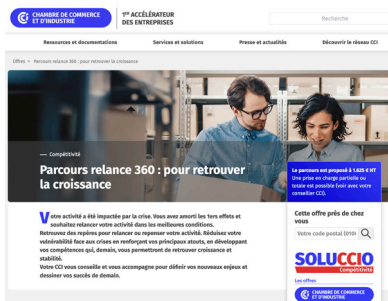 CHAMBRE DE COMMERCE
ET D'INDUSTRIE
1ER ACCÉLÉRATEUR
DES ENTREPRISES
Recherche
Ressources et documentations
Services et solutions
Presse et actualités
Découvrir le réseau CCI
Offres > Parcours relance 360 : pour retrouver la croissance
— Compétitivité
Parcours relance 360 : pour retrouver
la croissance
Le parcours est proposé à 1.625 € HT
Une prise en charge partielle ou
totale est possible (voir avec votre
conseiller CCI).
Votre activité a été impactée par la crise. Vous avez amorti les 1ers effets et
souhaitez relancer votre activité dans les meilleures conditions.
Retrouvez des repères pour relancer ou repenser votre activité. Réduisez votre
vulnérabilité face aux crises en renforçant vos principaux atouts, en développant
vos compétences qui, demain, vous permettront de retrouver croissance et
stabilité.
Votre CCI vous conseille et vous accompagne pour définir vos nouveaux enjeux et
dessiner vos succès de demain.
Cette offre près de chez
vous
Votre code postal (010
SOLUCCIO
Compétitivité
Les offres
CHAMBRE DE COMMERCE
ET D'INDUSTRIE